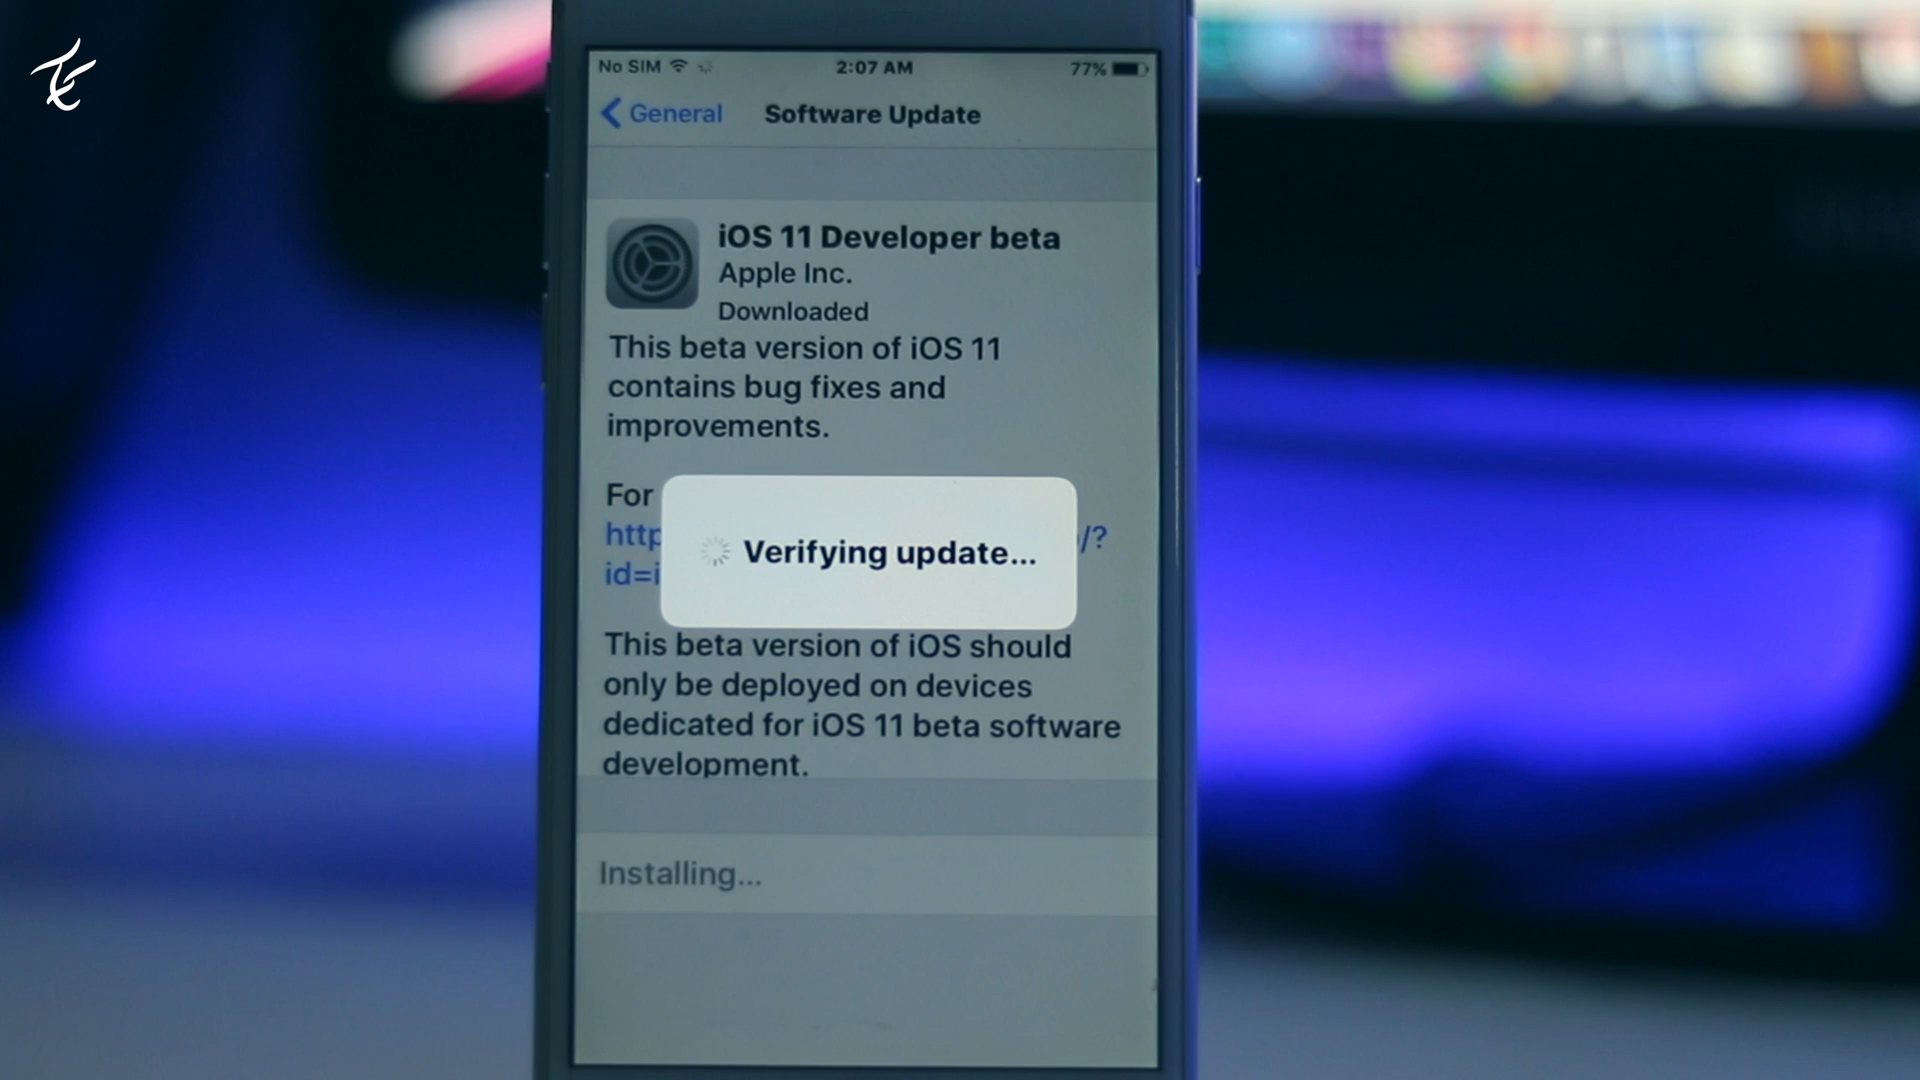 No SIM 2:07 AM 77%
General Software Update
iOS 11 Developer beta
Apple Inc.
Downloaded
This beta version of iOS 11
contains bug fixes and
improvements.
For
http /?
id=i
Verifying update...
This beta version of iOS should
only be deployed on devices
dedicated for iOS 11 beta software
development.
Installing...